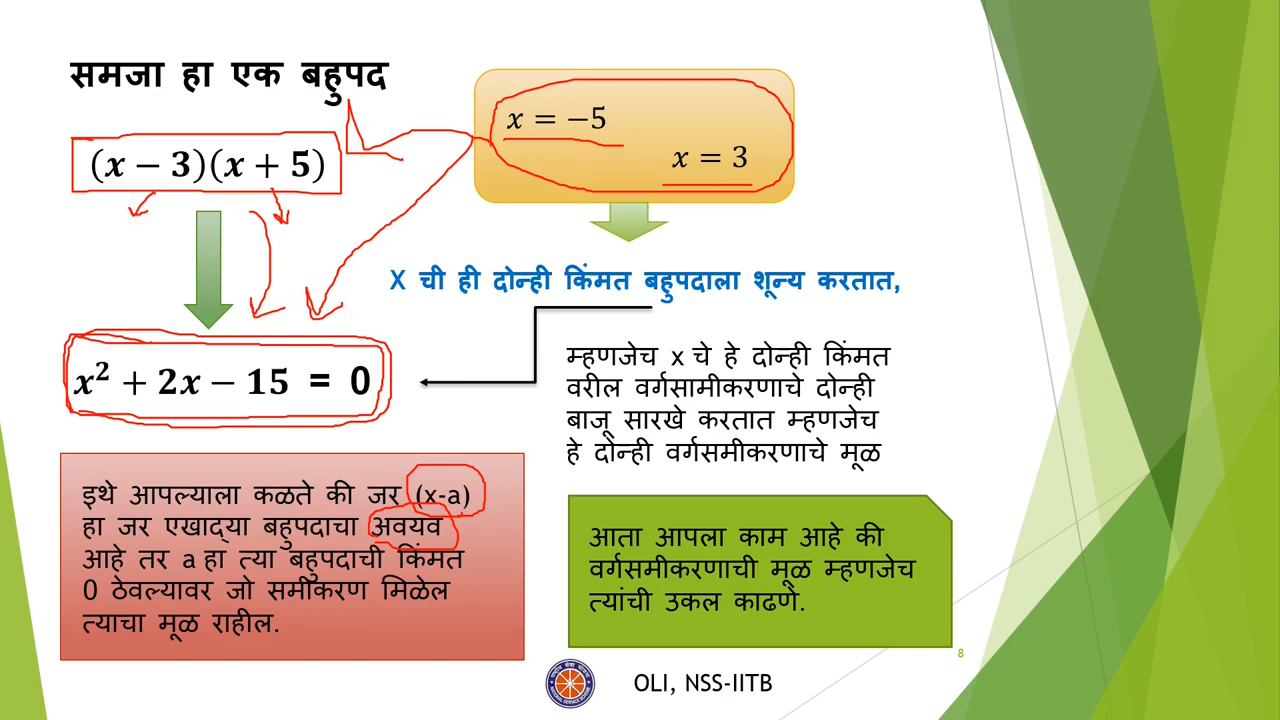 समजा हा एक बहुपद
(x − 3)(x + 5)
x = −5
x = 3
X ची ही दोन्ही किंमत बहुपदाला शून्य करतात,
x² + 2x − 15 = 0
म्हणजेच x चे हे दोन्ही किंमत
वरील वर्गसामीकरणाचे दोन्ही
बाजू सारखे करतात म्हणजेच
हे दोन्ही वर्गसमीकरणाचे मूळ
इथे आपल्याला कळते की जर (x-a)
हा जर एखाद्या बहुपदाचा अवयव
आहे तर a हा त्या बहुपदाची किंमत
0 ठेवल्यावर जो समीकरण मिळेल
त्याचा मूळ राहील.
आता आपला काम आहे की
वर्गसमीकरणाची मूळ म्हणजेच
त्यांची उकल काढणे.
8
OLI, NSS-IITB